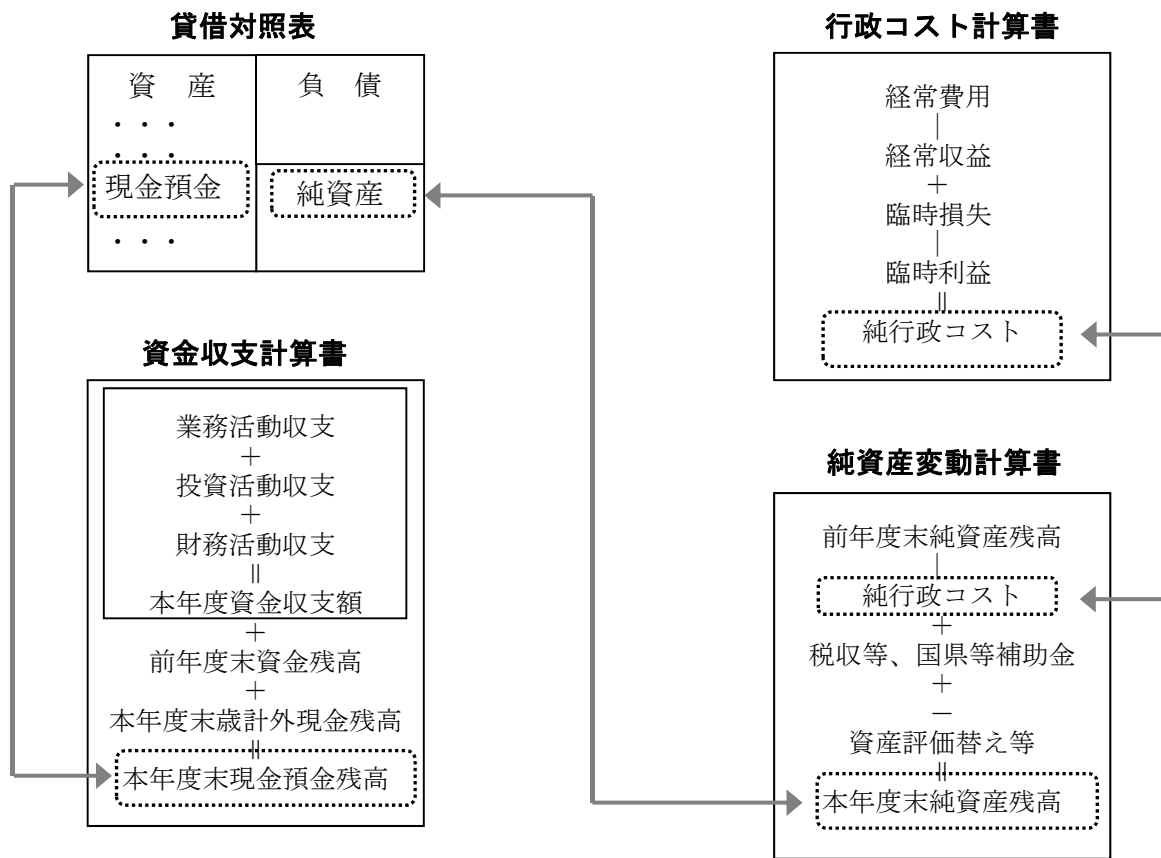 貸借対照表
資　産
・・・
・・・
現金預金
・・・
負　債
純資産
資金収支計算書
業務活動収支
＋
投資活動収支
＋
財務活動収支
||
本年度資金収支額
＋
前年度末資金残高
＋
本年度末歳計外現金残高
||
本年度末現金預金残高
行政コスト計算書
経常費用
｜
経常収益
＋
臨時損失
｜
臨時利益
||
純行政コスト
純資産変動計算書
前年度末純資産残高
｜
純行政コスト
＋
税収等、国県等補助金
＋
－
資産評価替え等
||
本年度末純資産残高